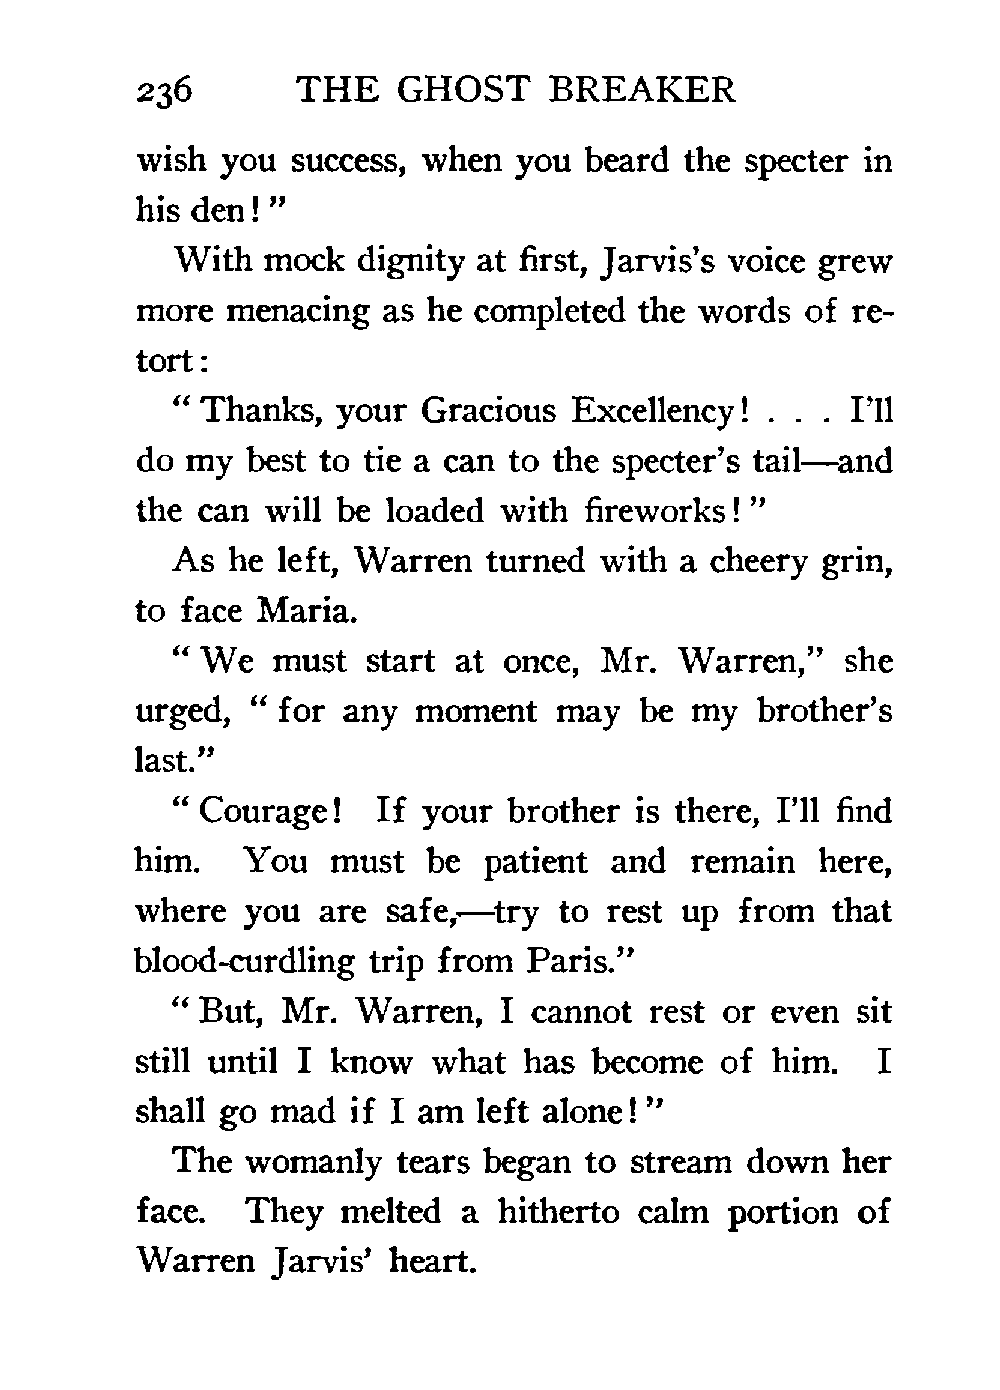 236 THE GHOST BREAKER
wish you success, when you beard the specter in
his den!"
With mock dignity at first, Jarvis's voice grew
more menacing as he completed the words of re-
tort:
"Thanks, your Gracious Excellency! . . . I'll
do my best to tie a can to the specter's tail—and
the can will be loaded with fireworks!"
As he left, Warren turned with a cheery grin,
to face Maria.
"We must start at once, Mr. Warren," she
urged, "for any moment may be my brother's
last."
"Courage! If your brother is there, I'll find
him. You must be patient and remain here,
where you are safe,—try to rest up from that
blood-curdling trip from Paris."
"But, Mr. Warren, I cannot rest or even sit
still until I know what has become of him. I
shall go mad if I am left alone!"
The womanly tears began to stream down her
face. They melted a hitherto calm portion of
Warren Jarvis' heart.